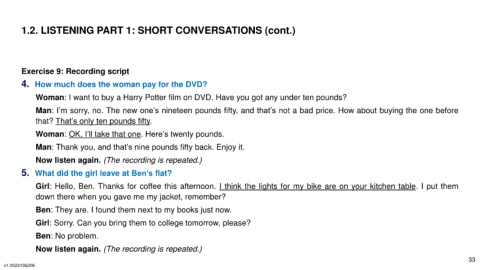 1.2. LISTENING PART 1: SHORT CONVERSATIONS (cont.)
Exercise 9: Recording script
4. How much does the woman pay for the DVD?
Woman: I want to buy a Harry Potter film on DVD. Have you got any under ten pounds?
Man: I'm sorry, no. The new one's nineteen pounds fifty, and that's not a bad price. How about buying the one before
that? That's only ten pounds fifty.
Woman: OK, I'll take that one. Here's twenty pounds.
Man: Thank you, and that's nine pounds fifty back. Enjoy it.
Now listen again. (The recording is repeated.)
5. What did the girl leave at Ben's flat?
Girl: Hello, Ben. Thanks for coffee this afternoon. I think the lights for my bike are on your kitchen table. I put them
down there when you gave me my jacket, remember?
Ben: They are. I found them next to my books just now.
Girl: Sorry. Can you bring them to college tomorrow, please?
Ben: No problem.
Now listen again. (The recording is repeated.)
33
v1.0022106206